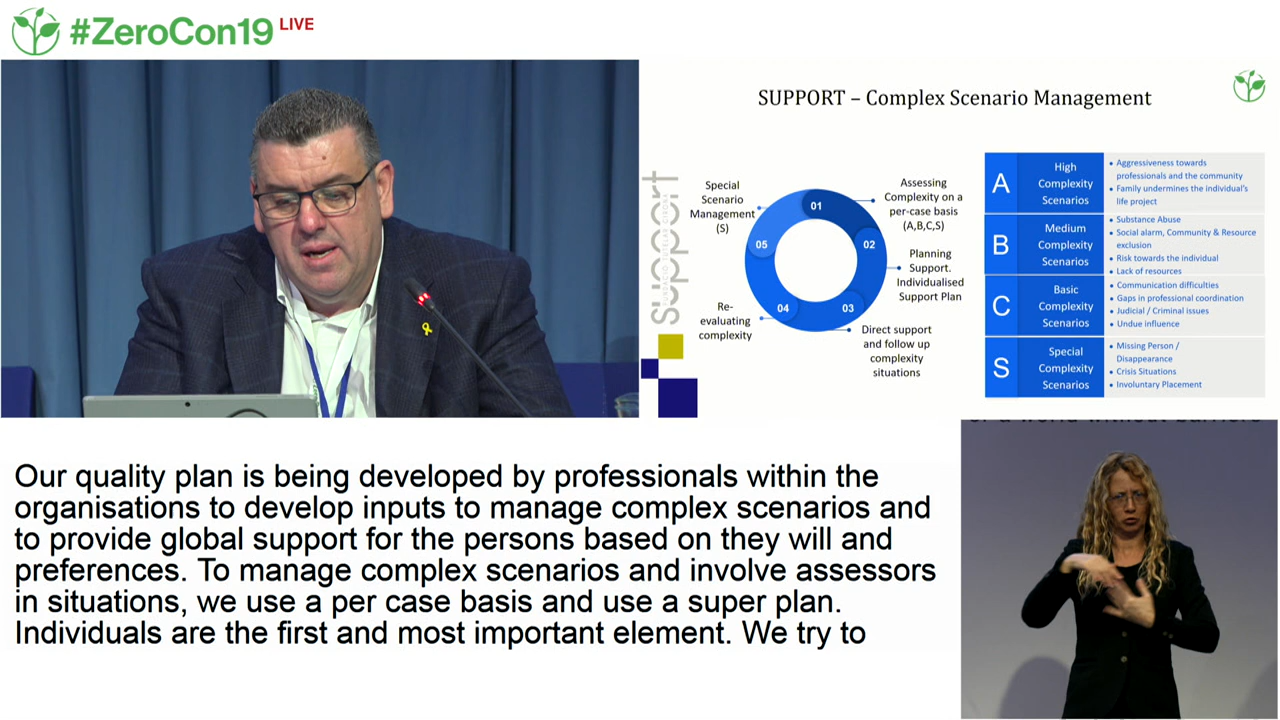 #ZeroCon19 LIVE
SUPPORT – Complex Scenario Management
support
Special
Scenario
Management
(S)
01
Assessing
Complexity on a
per-case basis
(A,B,C,S)
02
Planning
Support.
Individualised
Support Plan
03
Direct support
and follow up
complexity
situations
04
Re-
evaluating
complexity
05
A
High
Complexity
Scenarios
• Aggressiveness towards
professionals and the community
• Family undermines the individual's
life project
B
Medium
Complexity
Scenarios
• Substance Abuse
• Social alarm, Community & Resource
exclusion
• Risk towards the individual
• Lack of resources
C
Basic
Complexity
Scenarios
• Communication difficulties
• Gaps in professional coordination
• Judicial / Criminal issues
• Undue influence
S
Special
Complexity
Scenarios
• Missing Person /
Disappearance
• Crisis Situations
• Involuntary Placement
Our quality plan is being developed by professionals within the
organisations to develop inputs to manage complex scenarios and
to provide global support for the persons based on they will and
preferences. To manage complex scenarios and involve assessors
in situations, we use a per case basis and use a super plan.
Individuals are the first and most important element. We try to